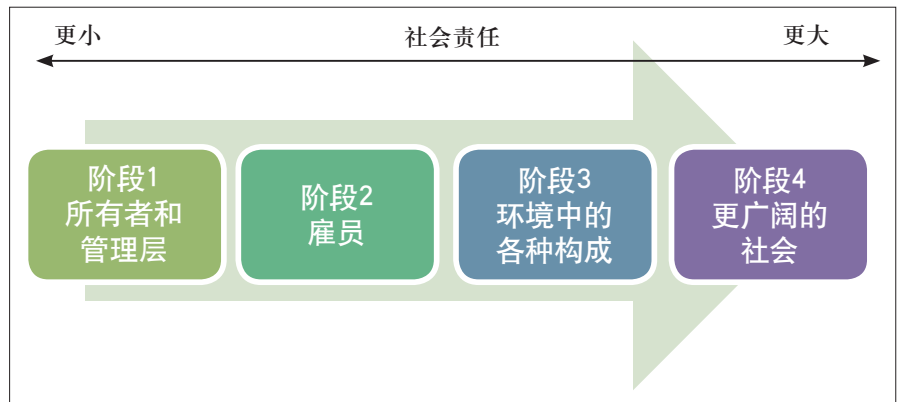 更小
社会责任
更大
阶段1
所有者和
管理层
阶段2
雇员
阶段3
环境中的
各种构成
阶段4
更广阔的
社会